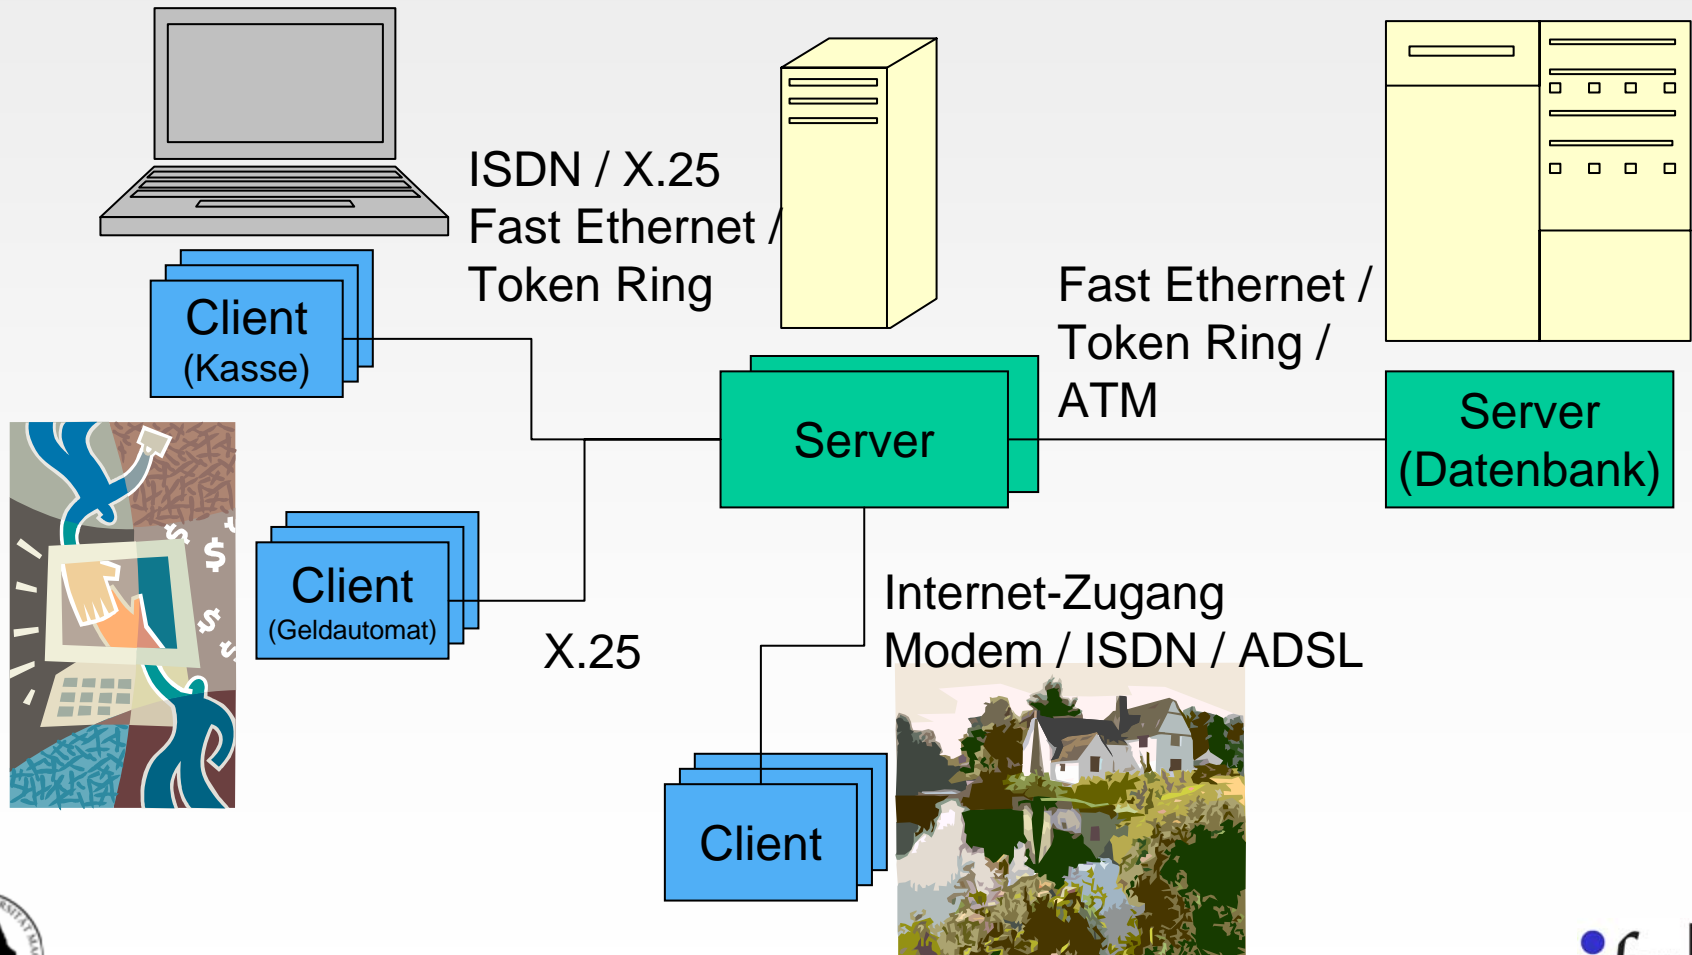 ISDN / X.25
Fast Ethernet /
Token Ring
Client
(Kasse)
Fast Ethernet /
Token Ring /
ATM
Server
Server
(Datenbank)
Client
(Geldautomat)
X.25
Internet-Zugang
Modem / ISDN / ADSL
Client